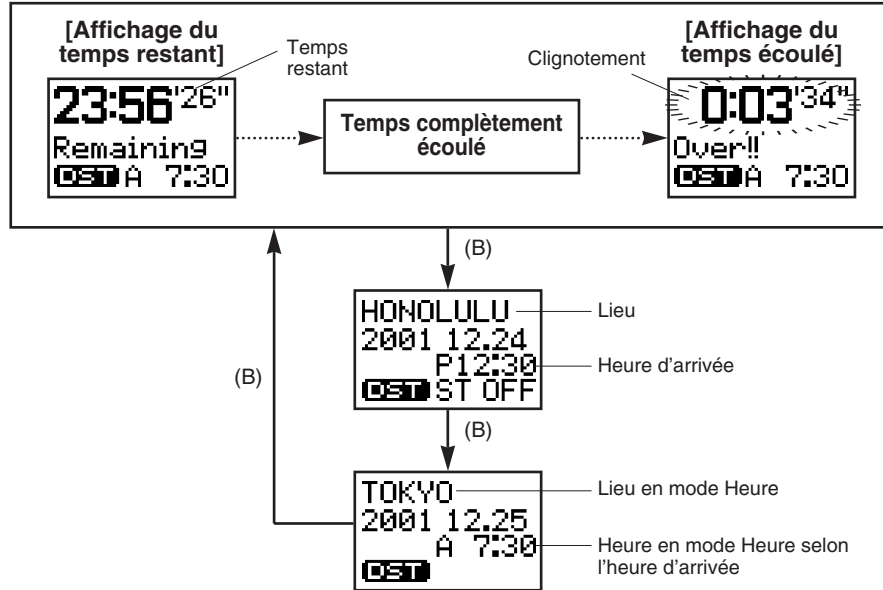 [Affichage du
temps restant]
Temps
restant
23:56'26"
Remaining
DST A 7:30
Temps complètement
écoulé
[Affichage du
temps écoulé]
Clignotement
0:03'34"
Over!!
DST A 7:30
(B)
HONOLULU
2001 12.24
P12:30
DST ST OFF
Lieu
Heure d'arrivée
(B)
(B)
TOKYO
2001 12.25
A 7:30
DST
Lieu en mode Heure
Heure en mode Heure selon
l'heure d'arrivée